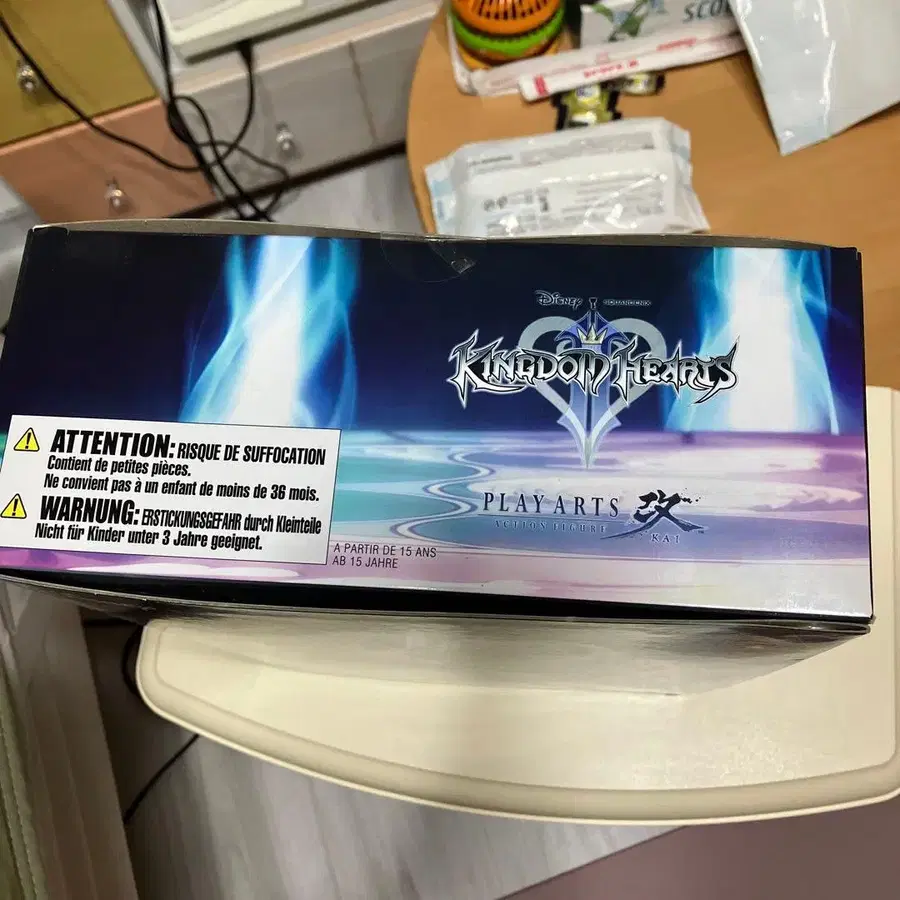 SCO
Disney SQUARE ENIX
KINGDOM HEARTS
II
PLAY ARTS 改
ACTION FIGURE KAI
ATTENTION: RISQUE DE SUFFOCATION
Contient de petites pièces.
Ne convient pas à un enfant de moins de 36 mois.
WARNUNG: ERSTICKUNGSGEFAHR durch Kleinteile
Nicht für Kinder unter 3 Jahre geeignet.
A PARTIR DE 15 ANS
AB 15 JAHRE